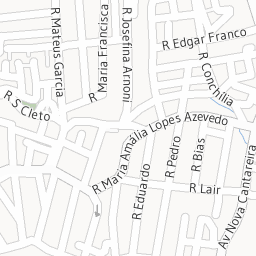 R Mateus Garcia
Maria Francisca
R
R Josefina Arnoni
R Edgar Franco
R Conchília
R S Cleto
R Maria Amália Lopes Azevedo
R Eduardo
R Pedro
R Bias
R Lair
Av Nova Cantareira